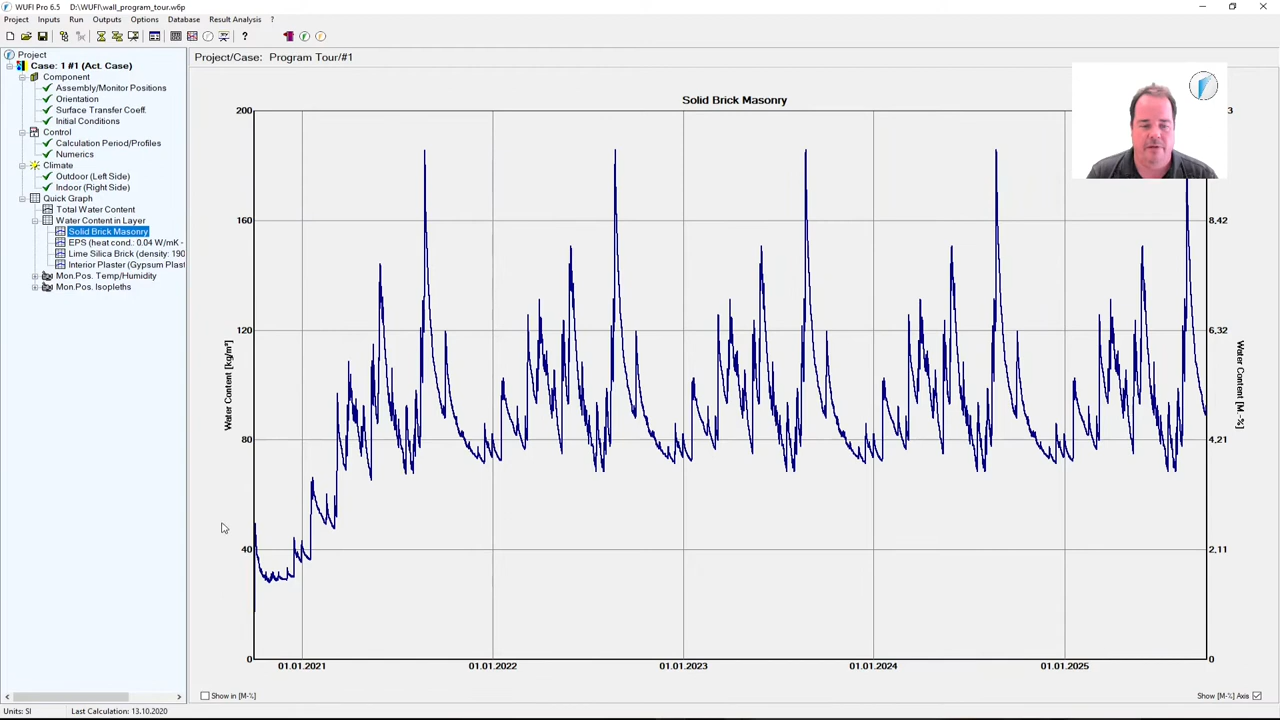 WUFI Pro 6.5 D:\WUFI\wall_program_tour.w6p
Project Inputs Run Outputs Options Database Result Analysis ?
Project
Case: 1 #1 (Act. Case)
Component
Assembly/Monitor Positions
Orientation
Surface Transfer Coeff.
Initial Conditions
Control
Calculation Period/Profiles
Numerics
Climate
Outdoor (Left Side)
Indoor (Right Side)
Quick Graph
Total Water Content
Water Content in Layer
Solid Brick Masonry
EPS (heat cond.: 0.04 W/mK -
Lime Silica Brick (density: 190
Interior Plaster (Gypsum Plast
Mon.Pos. Temp/Humidity
Mon.Pos. Isopleths
Project/Case: Program Tour/#1
Solid Brick Masonry
200
160
120
80
40
0
Water Content [kg/m³]
01.01.2021 01.01.2022 01.01.2023 01.01.2024 01.01.2025
3
8,42
6,32
4,21
2,11
0
Water Content [M.-%]
Show in [M-%]
Show [M-%] Axis
Units: SI Last Calculation: 13.10.2020